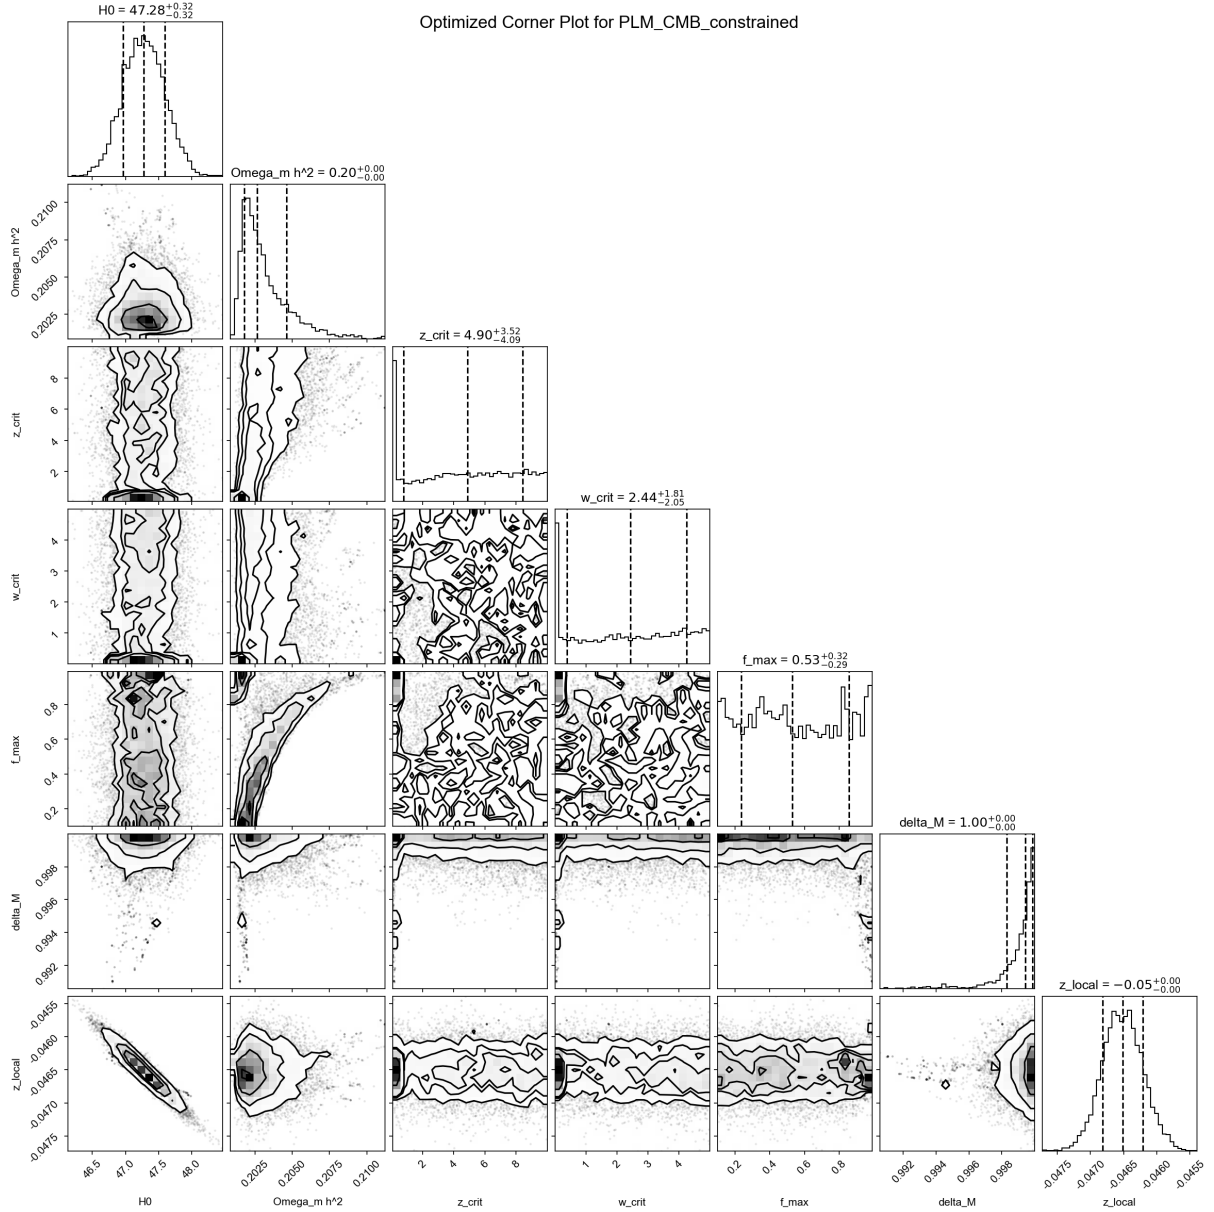 Optimized Corner Plot for PLM_CMB_constrained
H0 = 47.28+0.32−0.32
Omega_m h^2 = 0.20+0.00−0.00
0.2100
0.2075
0.2050
0.2025
Omega_m h^2
z_crit = 4.90+3.52−4.09
8
6
4
2
z_crit
w_crit = 2.44+1.81−2.05
4
3
2
1
w_crit
f_max = 0.53+0.32−0.29
0.8
0.6
0.4
0.2
f_max
delta_M = 1.00+0.00−0.00
0.998
0.996
0.994
0.992
delta_M
z_local = −0.05+0.00−0.00
-0.0455
-0.0460
-0.0465
-0.0470
-0.0475
z_local
46.5 47.0 47.5 48.0
0.2025 0.2050 0.2075 0.2100
2 4 6 8
1 2 3 4
0.2 0.4 0.6 0.8
0.992 0.994 0.996 0.998
-0.0475 -0.0470 -0.0465 -0.0460 -0.0455
H0 Omega_m h^2 z_crit w_crit f_max delta_M z_local